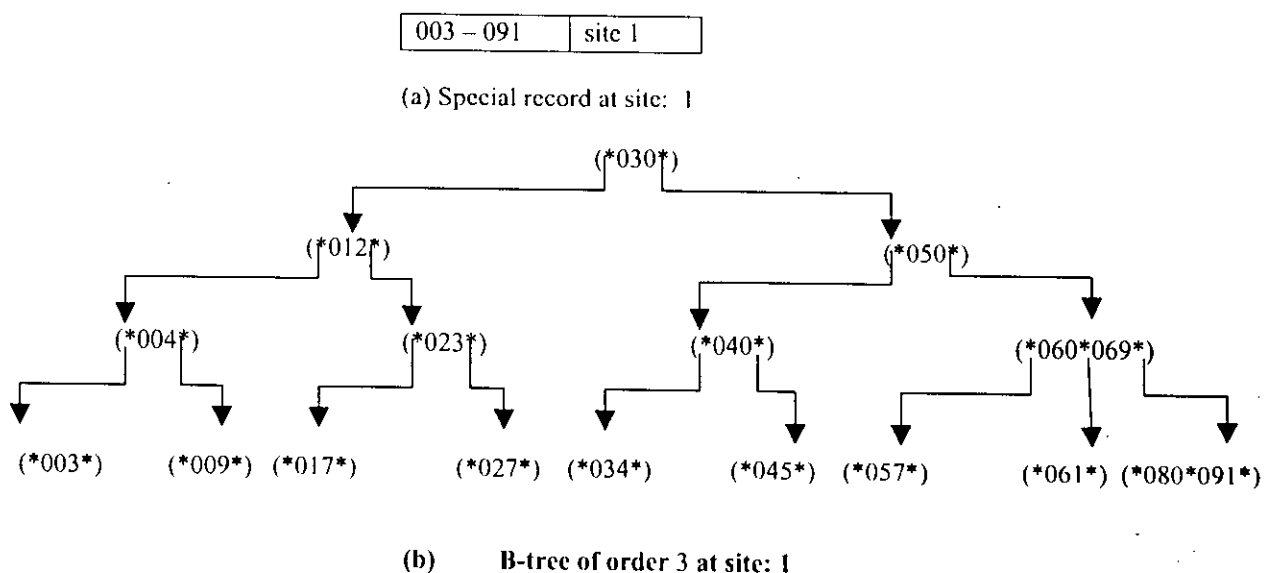 003 – 091 site 1
(a) Special record at site: 1
(*030*)
(*012*) (*050*)
(*004*) (*023*) (*040*) (*060*069*)
(*003*) (*009*) (*017*) (*027*) (*034*) (*045*) (*057*) (*061*) (*080*091*)
(b) B-tree of order 3 at site: 1